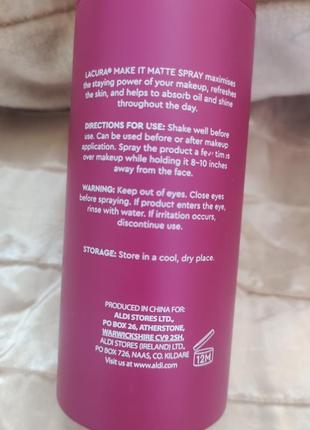 LACURA® MAKE IT MATTE SPRAY maximises
the staying power of your makeup, refreshes
the skin, and helps to absorb oil and shine
throughout the day.
DIRECTIONS FOR USE: Shake well before
use. Can be used before or after makeup
application. Spray the product a few times
over makeup while holding it 8-10 inches
away from the face.
WARNING: Keep out of eyes. Close eyes
before spraying. If product enters the eye,
rinse with water. If irritation occurs,
discontinue use.
STORAGE: Store in a cool, dry place.
PRODUCED IN CHINA FOR:
ALDI STORES LTD.,
PO BOX 26, ATHERSTONE,
WARWICKSHIRE CV9 2SH.
ALDI STORES (IRELAND) LTD.,
PO BOX 726, NAAS, CO. KILDARE
Visit us at www.aldi.com
12M